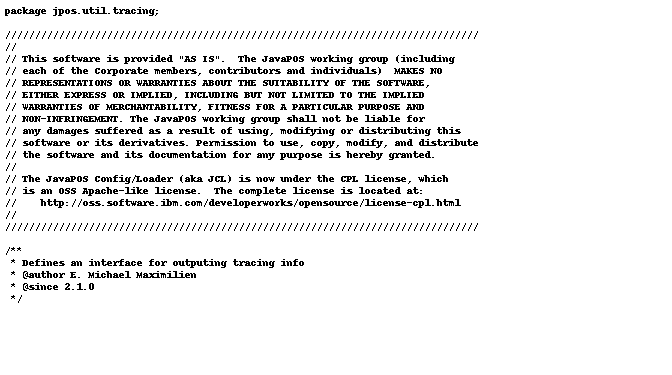 package jpos.util.tracing;
///////////////////////////////////////////////////////////////////////////////
//
// This software is provided "AS IS".  The JavaPOS working group (including
// each of the Corporate members, contributors and individuals)  MAKES NO
// REPRESENTATIONS OR WARRANTIES ABOUT THE SUITABILITY OF THE SOFTWARE,
// EITHER EXPRESS OR IMPLIED, INCLUDING BUT NOT LIMITED TO THE IMPLIED
// WARRANTIES OF MERCHANTABILITY, FITNESS FOR A PARTICULAR PURPOSE AND
// NON-INFRINGEMENT. The JavaPOS working group shall not be liable for
// any damages suffered as a result of using, modifying or distributing this
// software or its derivatives. Permission to use, copy, modify, and distribute
// the software and its documentation for any purpose is hereby granted.
//
// The JavaPOS Config/Loader (aka JCL) is now under the CPL license, which
// is an OSS Apache-like license.  The complete license is located at:
//    http://oss.software.ibm.com/developerworks/opensource/license-cpl.html
//
///////////////////////////////////////////////////////////////////////////////
/**
 * Defines an interface for outputing tracing info
 * @author E. Michael Maximilien
 * @since 2.1.0
 */